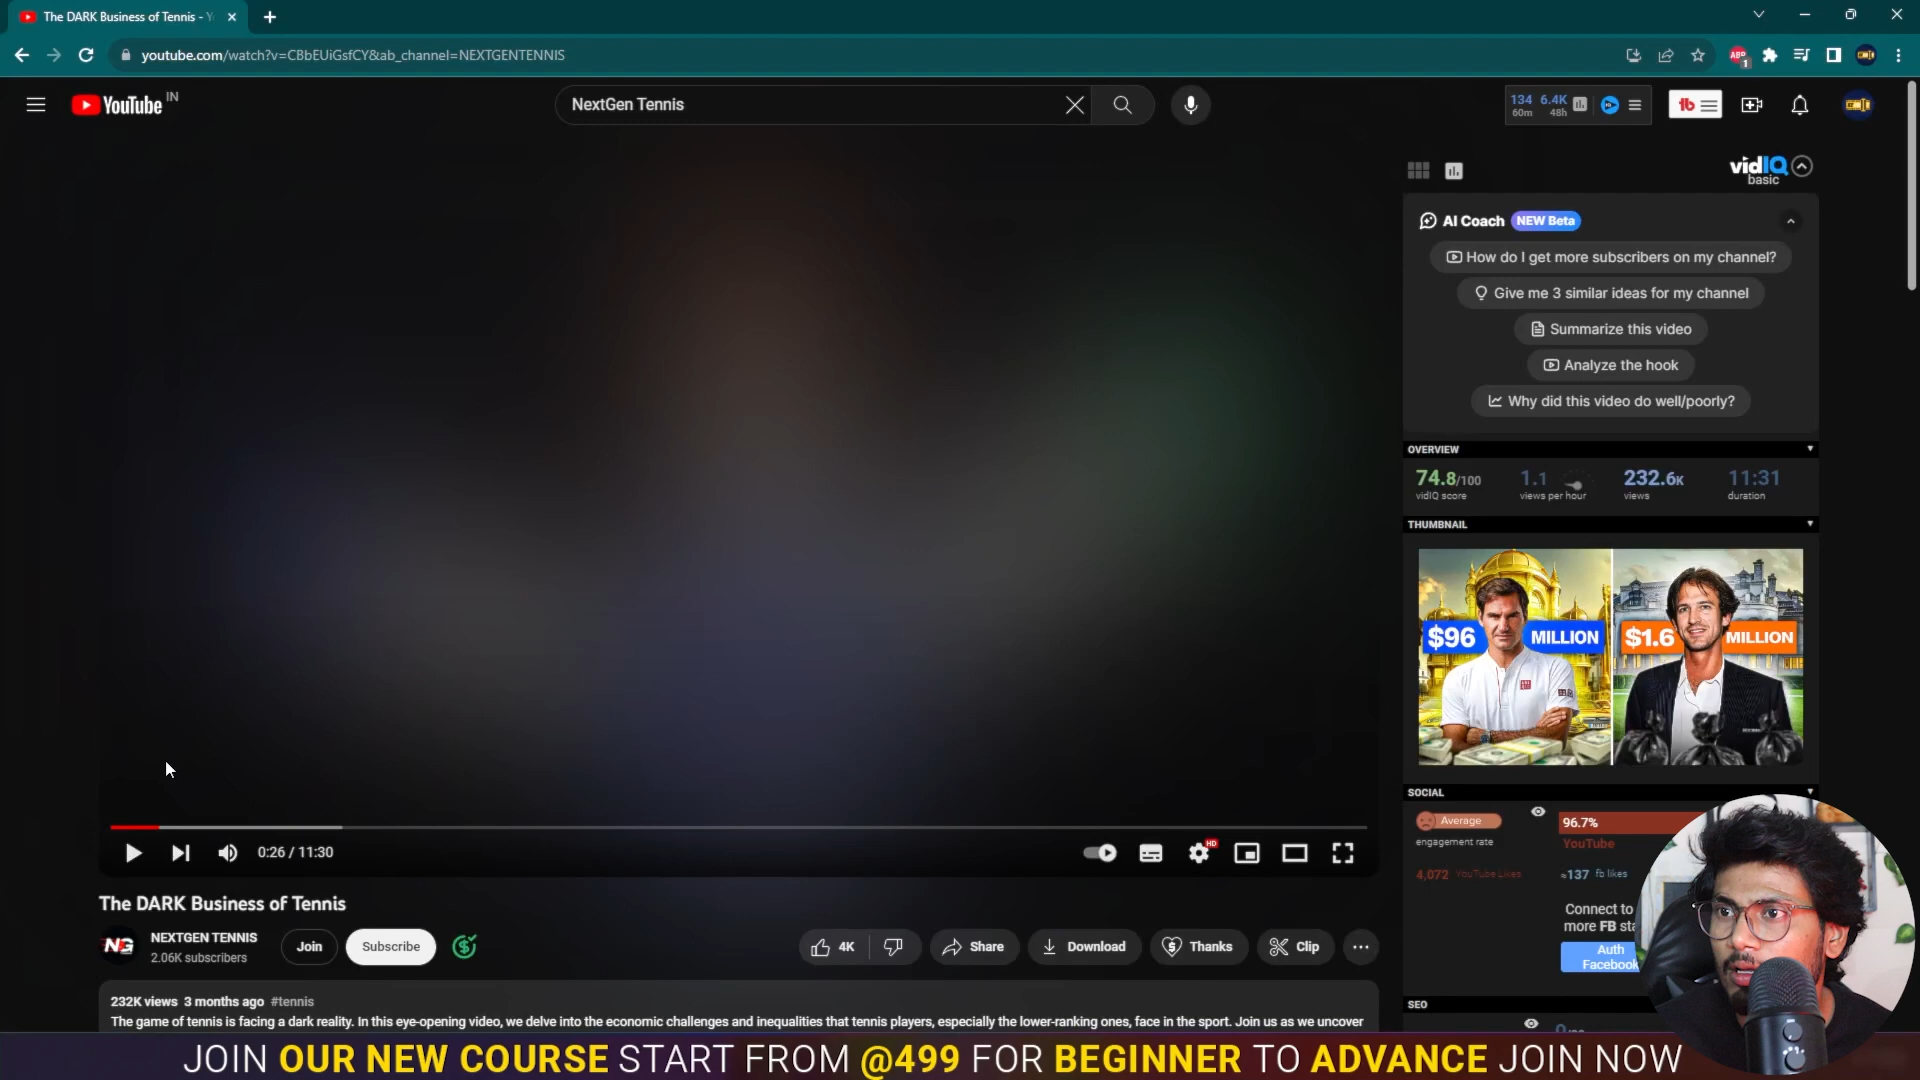 The DARK Business of Tennis - Y
youtube.com/watch?v=CBbEUiGsfCY&ab_channel=NEXTGENTENNIS
ABP
1
YouTube IN
NextGen Tennis
134 6.4K
60m 48h
tb
vidIQ
basic
AI Coach NEW Beta
How do I get more subscribers on my channel?
Give me 3 similar ideas for my channel
Summarize this video
Analyze the hook
Why did this video do well/poorly?
OVERVIEW
74.8/100 1.1 232.6K 11:31
vidIQ score views per hour views duration
THUMBNAIL
$96 MILLION $1.6 MILLION
SOCIAL
Average 96.7%
engagement rate YouTube
4,072 YouTube Likes ≈137 fb likes
Connect to
more FB sta
Auth
Facebook
SEO
0:26 / 11:30
HD
The DARK Business of Tennis
NG NEXTGEN TENNIS
2.06K subscribers
Join Subscribe 4K Share Download Thanks Clip
232K views 3 months ago #tennis
The game of tennis is facing a dark reality. In this eye-opening video, we delve into the economic challenges and inequalities that tennis players, especially the lower-ranking ones, face in the sport. Join us as we uncover
JOIN OUR NEW COURSE START FROM @499 FOR BEGINNER TO ADVANCE JOIN NOW